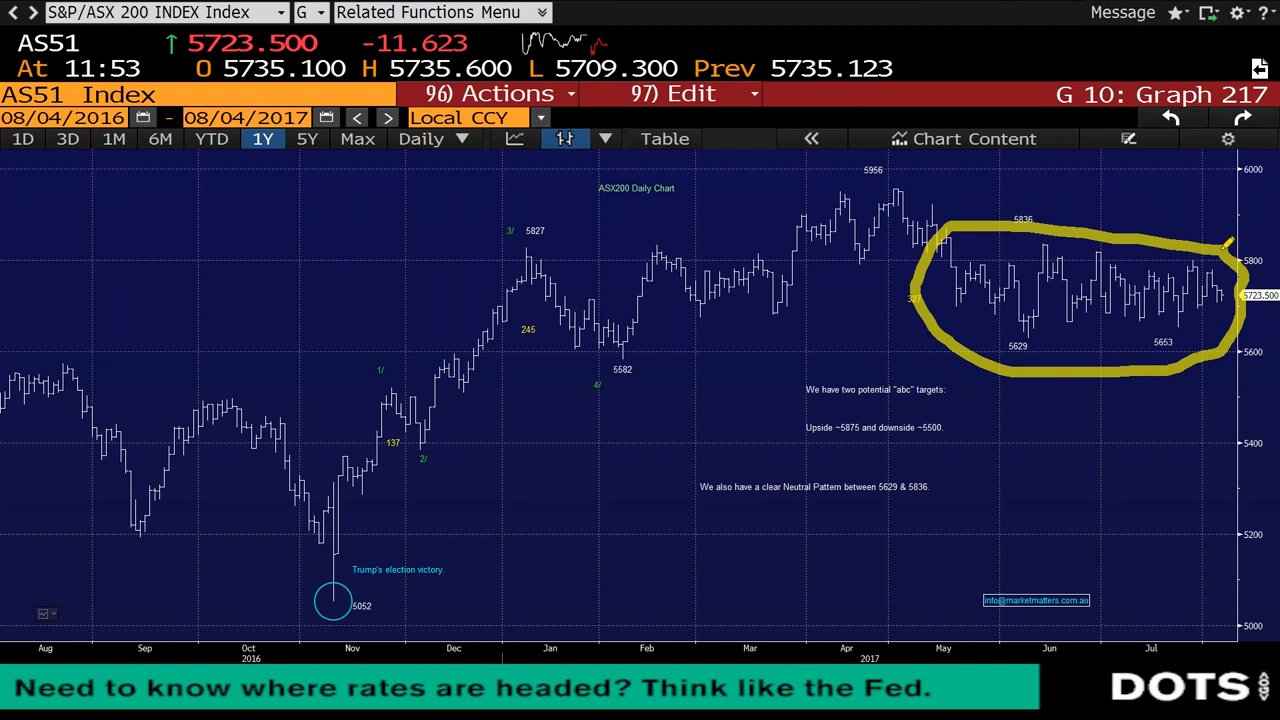 S&P/ASX 200 INDEX Index G Related Functions Menu Message
AS51 5723.500 -11.623
At 11:53 O 5735.100 H 5735.600 L 5709.300 Prev 5735.123
AS51 Index 96) Actions 97) Edit G 10: Graph 217
08/04/2016 - 08/04/2017 Local CCY
1D 3D 1M 6M YTD 1Y 5Y Max Daily Table Chart Content
5956
6000
ASX200 Daily Chart
5836
3/ 5827
5800
327
5723.500
245
5629
5653
5600
1/
5582
4/
We have two potential "abc" targets:
Upside ~5875 and downside ~5500.
137
5400
2/
We also have a clear Neutral Pattern between 5629 & 5836.
5200
Trump's election victory.
5052
info@marketmatters.com.au
5000
Aug Sep Oct Nov Dec Jan Feb Mar Apr May Jun Jul
2016 2017
Need to know where rates are headed? Think like the Fed.
DOTS